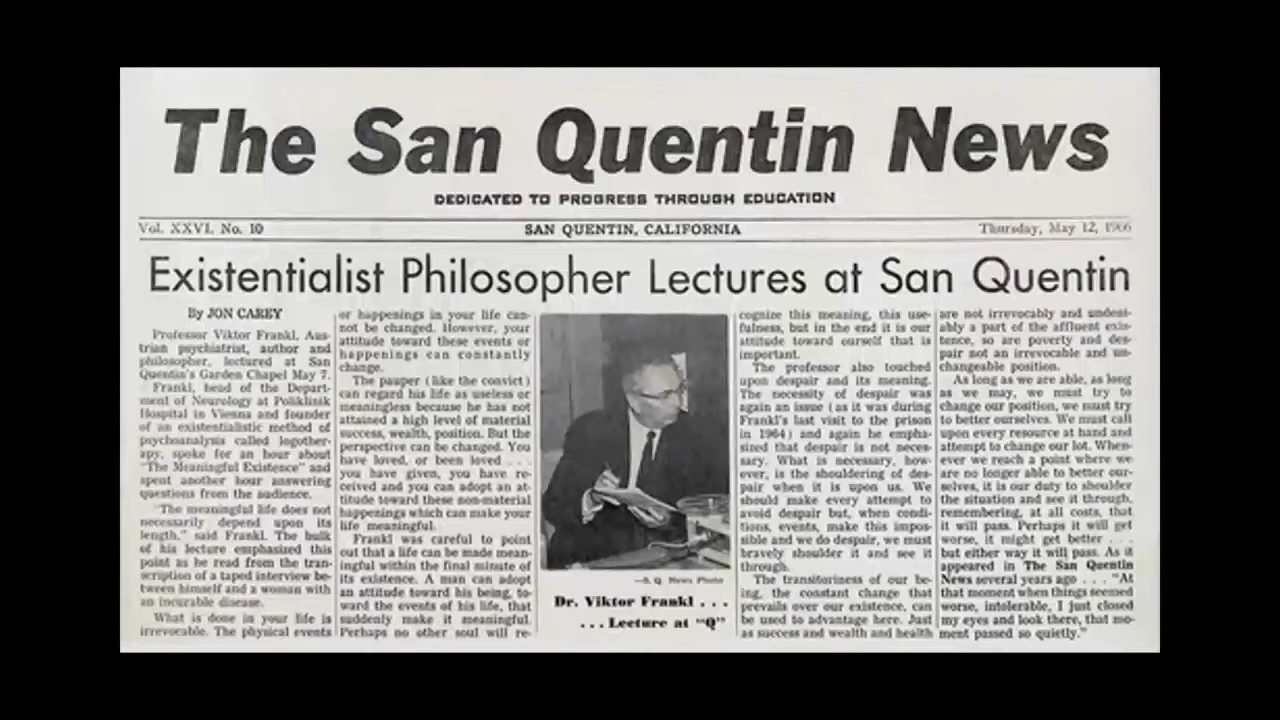 The San Quentin News
DEDICATED TO PROGRESS THROUGH EDUCATION
Vol. XXVI, No. 10 SAN QUENTIN, CALIFORNIA Thursday, May 12, 1966
Existentialist Philosopher Lectures at San Quentin
By JON CAREY
Professor Viktor Frankl, Aus-
trian psychiatrist, author and
philosopher, lectured at San
Quentin's Garden Chapel May 7.
Frankl, head of the Depart-
ment of Neurology at Poliklinik
Hospital in Vienna and founder
of an existentialistic method of
psychoanalysis called logother-
apy, spoke for an hour about
"The Meaningful Existence" and
spent another hour answering
questions from the audience.
"The meaningful life does not
necessarily depend upon its
length," said Frankl. The bulk
of his lecture emphasized this
point as he read from the tran-
scription of a taped interview be-
tween himself and a woman with
an incurable disease.
What is done in your life is
irrevocable. The physical events
or happenings in your life can-
not be changed. However, your
attitude toward these events or
happenings can constantly
change.
The pauper (like the convict)
can regard his life as useless or
meaningless because he has not
attained a high level of material
success, wealth, position. But the
perspective can be changed. You
have loved, or been loved . . .
you have given, you have re-
ceived and you can adopt an at-
titude toward these non-material
happenings which can make your
life meaningful.
Frankl was careful to point
out that a life can be made mean-
ingful within the final minute of
its existence. A man can adopt
an attitude toward his being, to-
ward the events of his life, that
suddenly make it meaningful.
Perhaps no other soul will re-
—S. Q. News Photo
Dr. Viktor Frankl . . .
. . . Lecture at "Q"
cognize this meaning, this use-
fulness, but in the end it is our
attitude toward ourself that is
important.
The professor also touched
upon despair and its meaning.
The necessity of despair was
again an issue (as it was during
Frankl's last visit to the prison
in 1964) and again he empha-
sized that despair is not neces-
sary. What is necessary, how-
ever, is the shouldering of des-
pair when it is upon us. We
should make every attempt to
avoid despair but, when condi-
tions, events, make this impos-
sible and we do despair, we must
bravely shoulder it and see it
through.
The transitoriness of our be-
ing, the constant change that
prevails over our existence, can
be used to advantage here. Just
as success and wealth and health
are not irrevocably and undeni-
ably a part of the affluent exis-
tence, so are poverty and des-
pair not an irrevocable and un-
changeable position.
As long as we are able, as long
as we may, we must try to
change our position, we must try
to better ourselves. We must call
upon every resource at hand and
attempt to change our lot. When-
ever we reach a point where we
are no longer able to better our-
selves, it is our duty to shoulder
the situation and see it through,
remembering, at all costs, that
it will pass. Perhaps it will get
worse, it might get better . . .
but either way it will pass. As it
appeared in The San Quentin
News several years ago . . . "At
that moment when things seemed
worse, intolerable, I just closed
my eyes and look there, that mo-
ment passed so quietly."